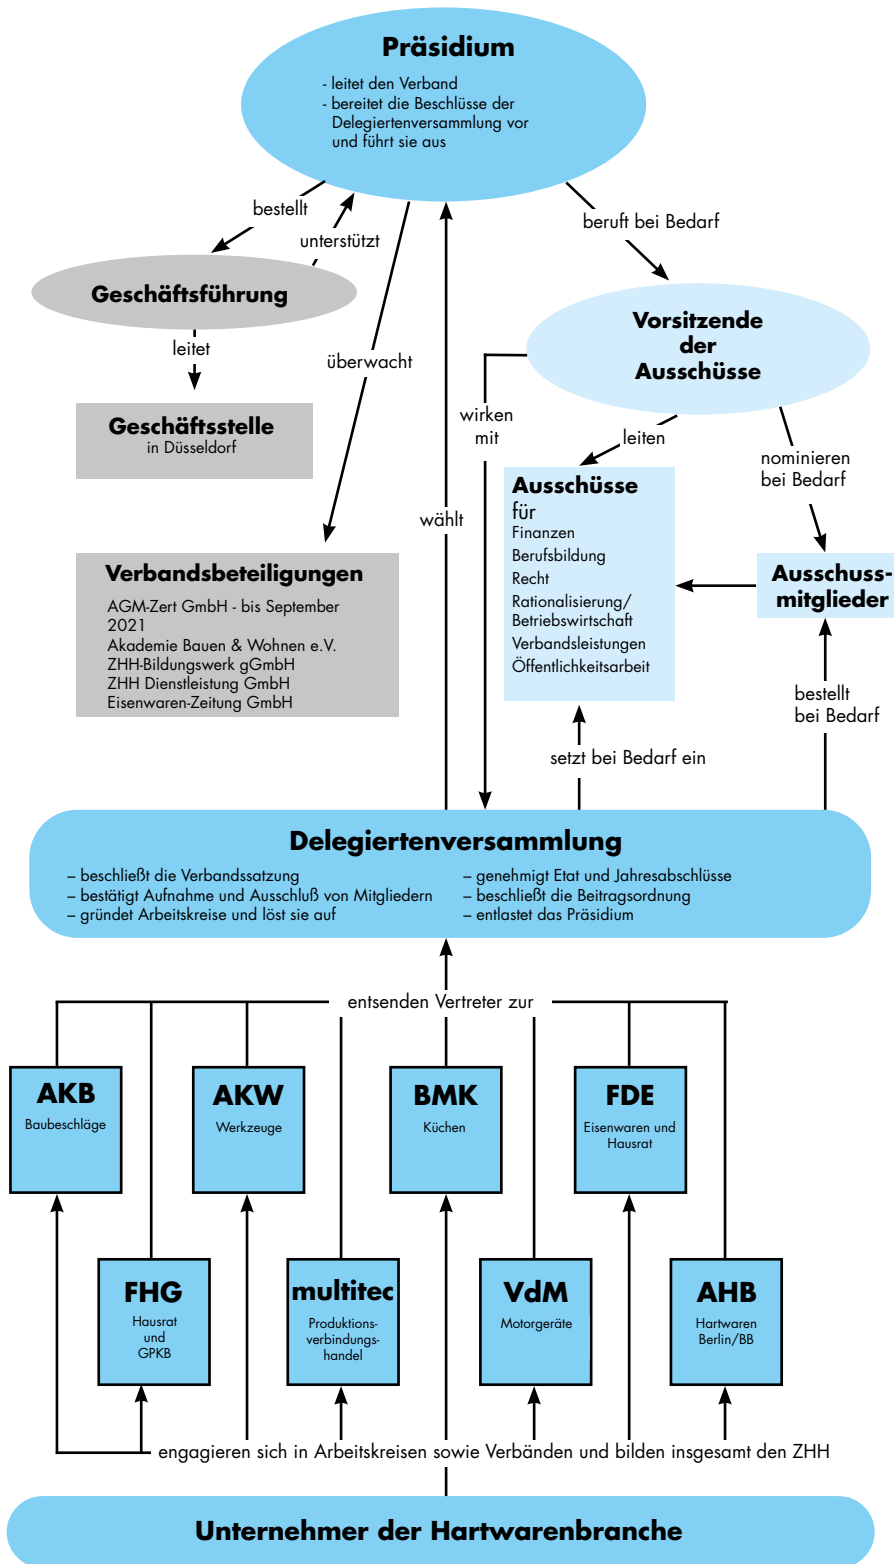 Präsidium
- leitet den Verband
- bereitet die Beschlüsse der
Delegiertenversammlung vor
und führt sie aus
bestellt
unterstützt
beruft bei Bedarf
Geschäftsführung
leitet
überwacht
Vorsitzende
der
Ausschüsse
wirken
mit
leiten
nominieren
bei Bedarf
Geschäftsstelle
in Düsseldorf
Ausschüsse
für
Finanzen
Berufsbildung
Recht
Rationalisierung/
Betriebswirtschaft
Verbandsleistungen
Öffentlichkeitsarbeit
wählt
Ausschuss-
mitglieder
Verbandsbeteiligungen
AGM-Zert GmbH - bis September
2021
Akademie Bauen & Wohnen e.V.
ZHH-Bildungswerk gGmbH
ZHH Dienstleistung GmbH
Eisenwaren-Zeitung GmbH
bestellt
bei Bedarf
setzt bei Bedarf ein
Delegiertenversammlung
– beschließt die Verbandssatzung
– bestätigt Aufnahme und Ausschluß von Mitgliedern
– gründet Arbeitskreise und löst sie auf
– genehmigt Etat und Jahresabschlüsse
– beschließt die Beitragsordnung
– entlastet das Präsidium
entsenden Vertreter zur
AKB
Baubeschläge
AKW
Werkzeuge
BMK
Küchen
FDE
Eisenwaren und
Hausrat
FHG
Hausrat
und
GPKB
multitec
Produktions-
verbindungs-
handel
VdM
Motorgeräte
AHB
Hartwaren
Berlin/BB
engagieren sich in Arbeitskreisen sowie Verbänden und bilden insgesamt den ZHH
Unternehmer der Hartwarenbranche